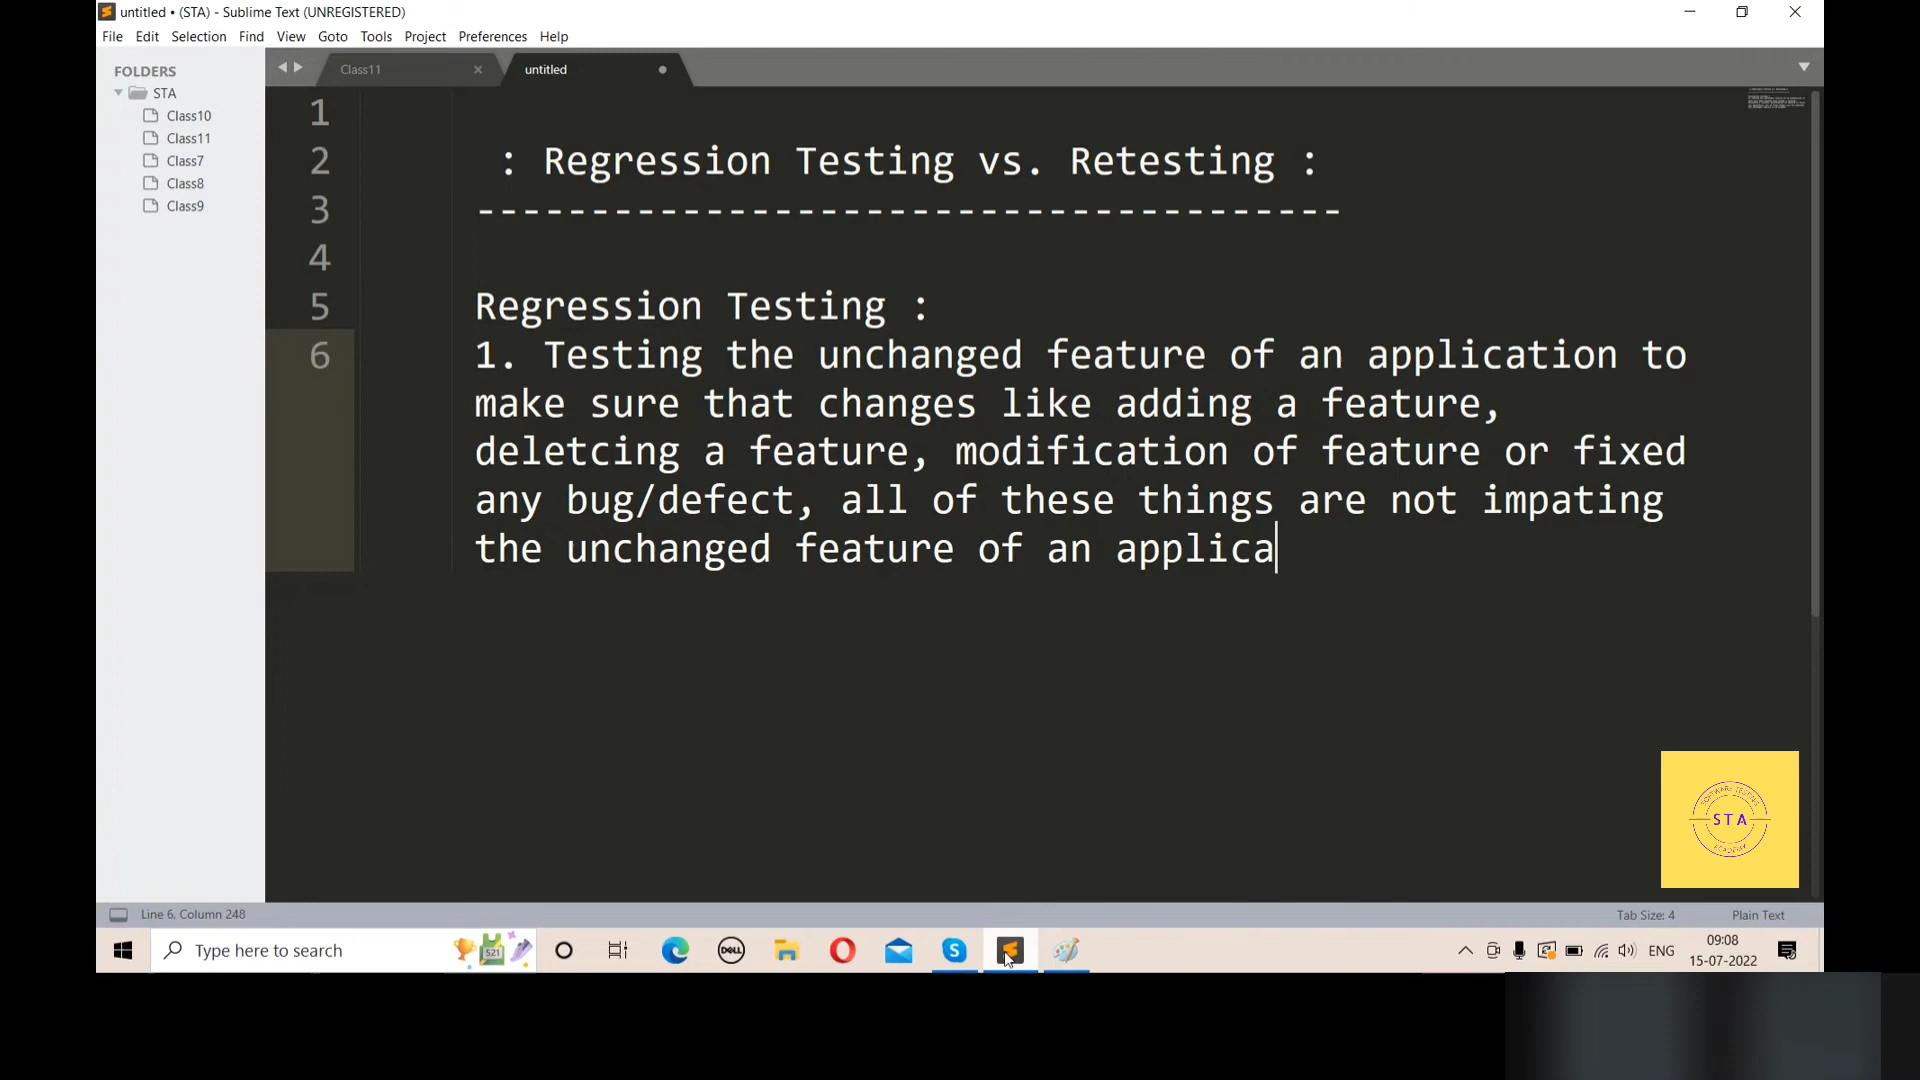 untitled • (STA) - Sublime Text (UNREGISTERED)
File Edit Selection Find View Goto Tools Project Preferences Help
FOLDERS
STA
Class10
Class11
Class7
Class8
Class9
Class11
untitled
1
2 : Regression Testing vs. Retesting :
3 --------------------------------------
4
5 Regression Testing :
6 1. Testing the unchanged feature of an application to
make sure that changes like adding a feature,
deletcing a feature, modification of feature or fixed
any bug/defect, all of these things are not impating
the unchanged feature of an applica
SOFTWARE TESTING
STA
ACADEMY
Line 6, Column 248
Tab Size: 4
Plain Text
Type here to search
521
DELL
ENG
09:08
15-07-2022